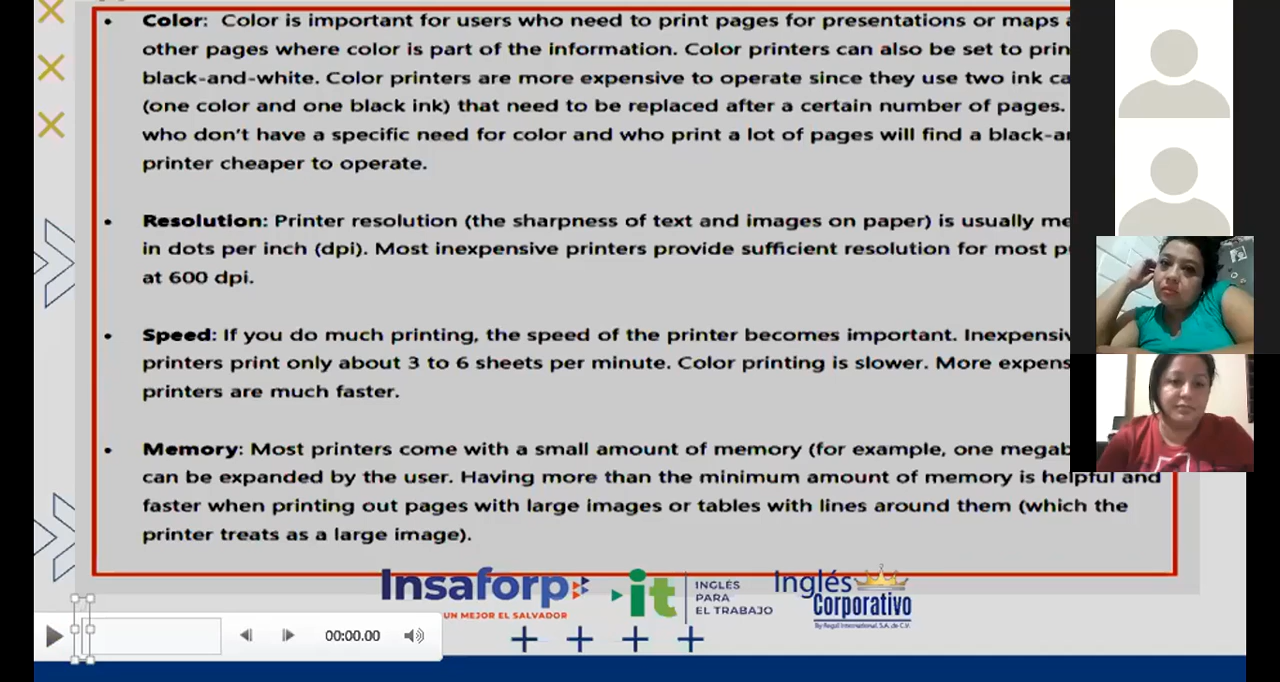 • Color: Color is important for users who need to print pages for presentations or maps
other pages where color is part of the information. Color printers can also be set to
black-and-white. Color printers are more expensive to operate since they use two ink
(one color and one black ink) that need to be replaced after a certain number of pages.
who don't have a specific need for color and who print a lot of pages will find a
printer cheaper to operate.
• Resolution: Printer resolution (the sharpness of text and images on paper) is usually
in dots per inch (dpi). Most inexpensive printers provide sufficient resolution for most
at 600 dpi.
• Speed: If you do much printing, the speed of the printer becomes important.
printers print only about 3 to 6 sheets per minute. Color printing is slower. More
printers are much faster.
• Memory: Most printers come with a small amount of memory (for example, one
can be expanded by the user. Having more than the minimum amount of memory is helpful and
faster when printing out pages with large images or tables with lines around them (which the
printer treats as a large image).
Insaforp
UN MEJOR EL SALVADOR
it
INGLÉS
PARA
EL TRABAJO
Inglés
Corporativo
By Regall International, S.A. de C.V.
00:00.00